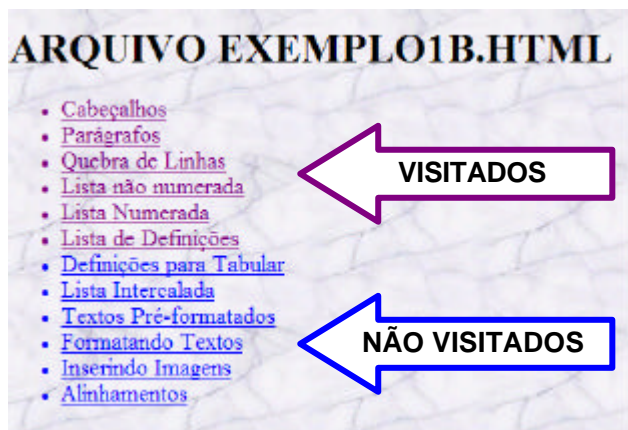 ARQUIVO EXEMPLO1B.HTML
• Cabeçalhos
• Parágrafos
• Quebra de Linhas
• Lista não numerada
• Lista Numerada
• Lista de Definições
• Definições para Tabular
• Lista Intercalada
• Textos Pré-formatados
• Formatando Textos
• Inserindo Imagens
• Alinhamentos
VISITADOS
NÃO VISITADOS